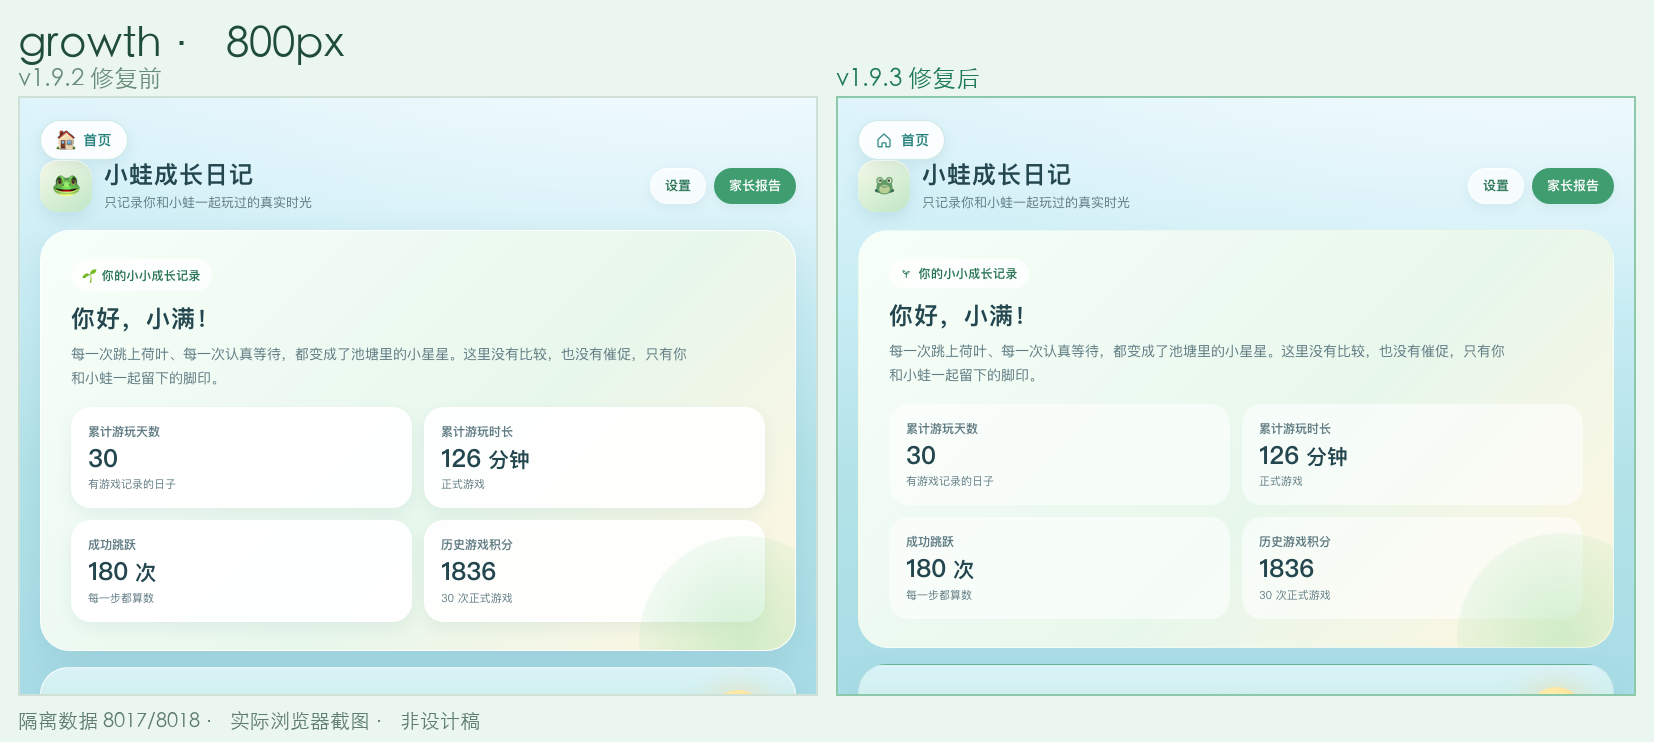 growth · 800px
v1.9.2 修复前
首页
小蛙成长日记
只记录你和小蛙一起玩过的真实时光
设置
家长报告
你的小小成长记录
你好，小满！
每一次跳上荷叶、每一次认真等待，都变成了池塘里的小星星。这里没有比较，也没有催促，只有你
和小蛙一起留下的脚印。
累计游玩天数
30
有游戏记录的日子
累计游玩时长
126 分钟
正式游戏
成功跳跃
180 次
每一步都算数
历史游戏积分
1836
30 次正式游戏
v1.9.3 修复后
首页
小蛙成长日记
只记录你和小蛙一起玩过的真实时光
设置
家长报告
你的小小成长记录
你好，小满！
每一次跳上荷叶、每一次认真等待，都变成了池塘里的小星星。这里没有比较，也没有催促，只有你
和小蛙一起留下的脚印。
累计游玩天数
30
有游戏记录的日子
累计游玩时长
126 分钟
正式游戏
成功跳跃
180 次
每一步都算数
历史游戏积分
1836
30 次正式游戏
隔离数据 8017/8018 · 实际浏览器截图 · 非设计稿